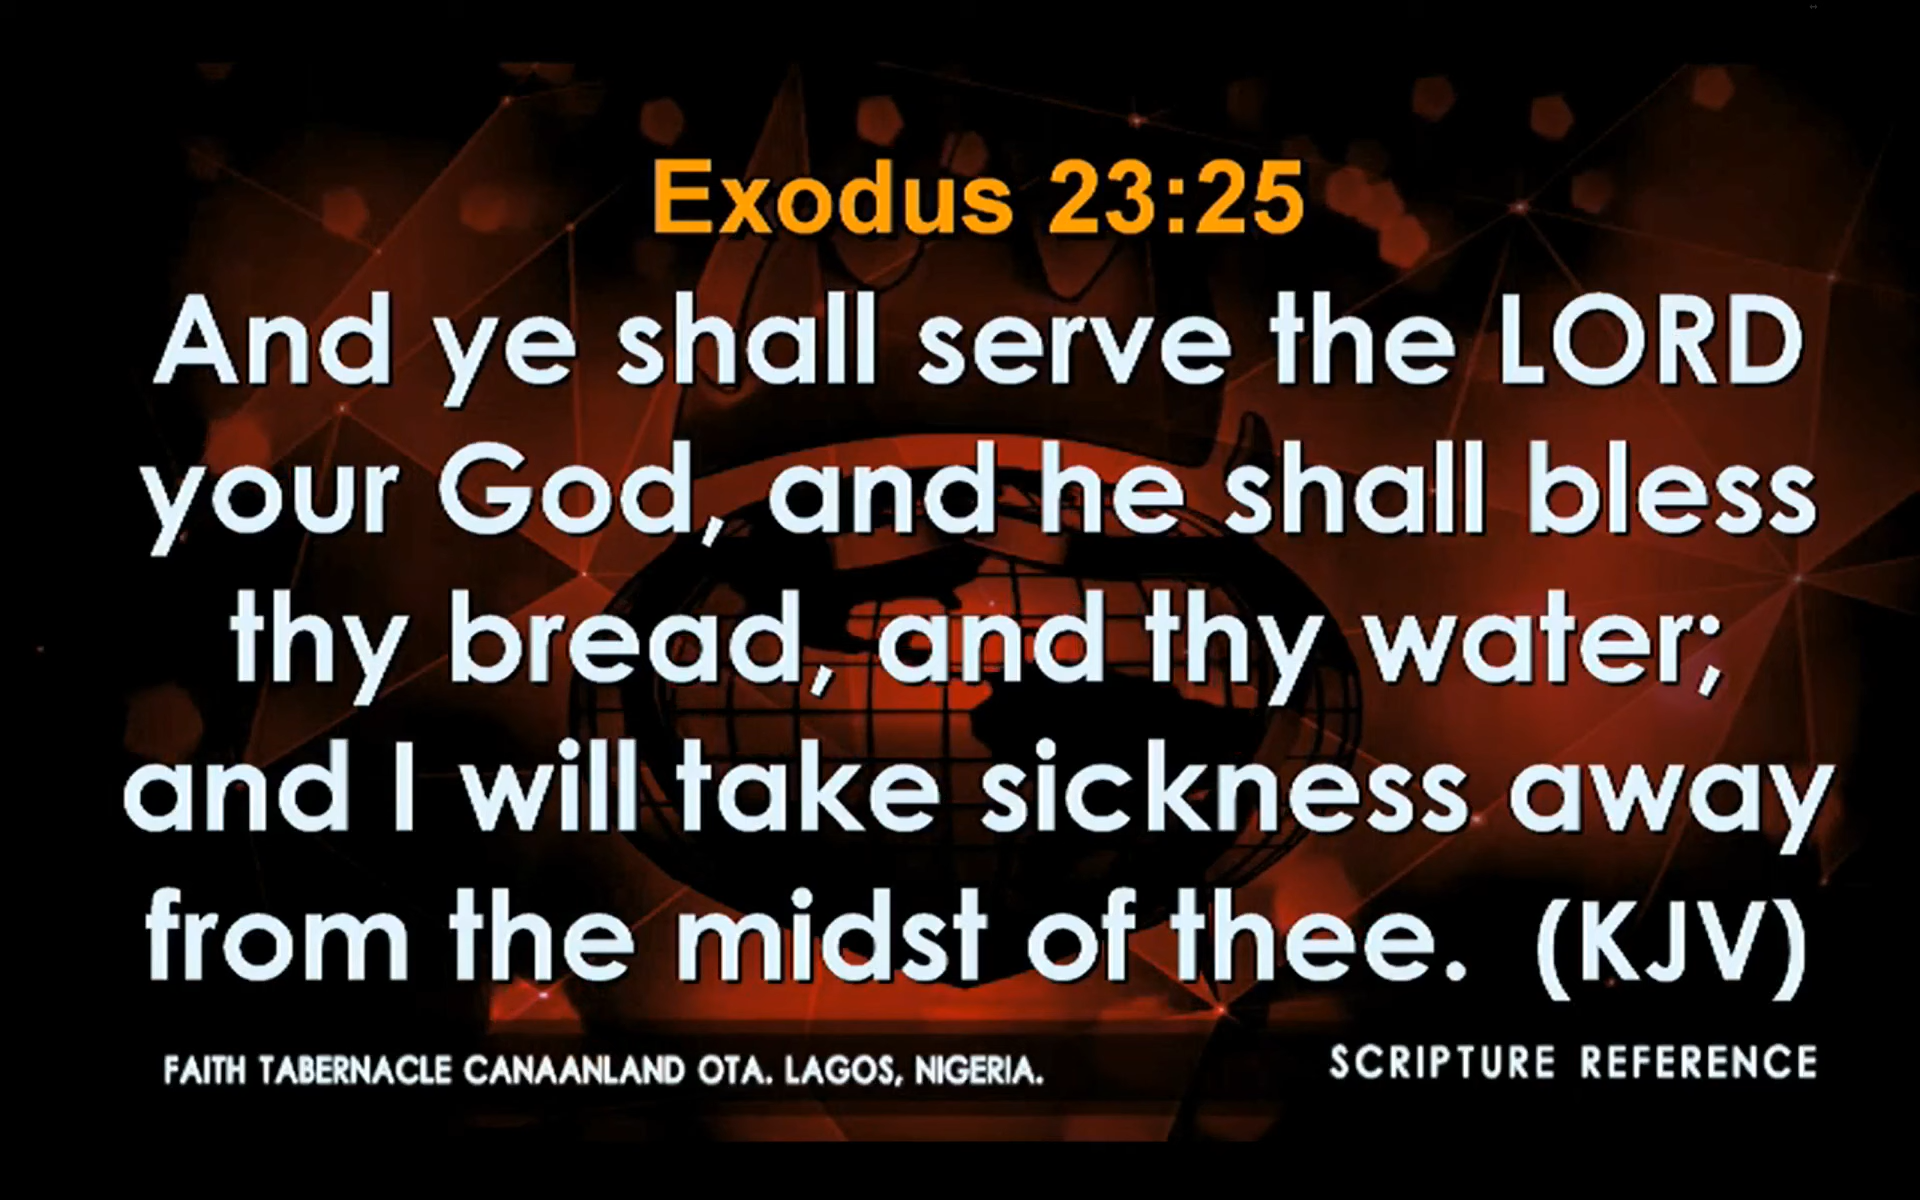 Exodus 23:25
And ye shall serve the LORD
your God, and he shall bless
thy bread, and thy water;
and I will take sickness away
from the midst of thee. (KJV)
FAITH TABERNACLE CANAANLAND OTA. LAGOS, NIGERIA.
SCRIPTURE REFERENCE